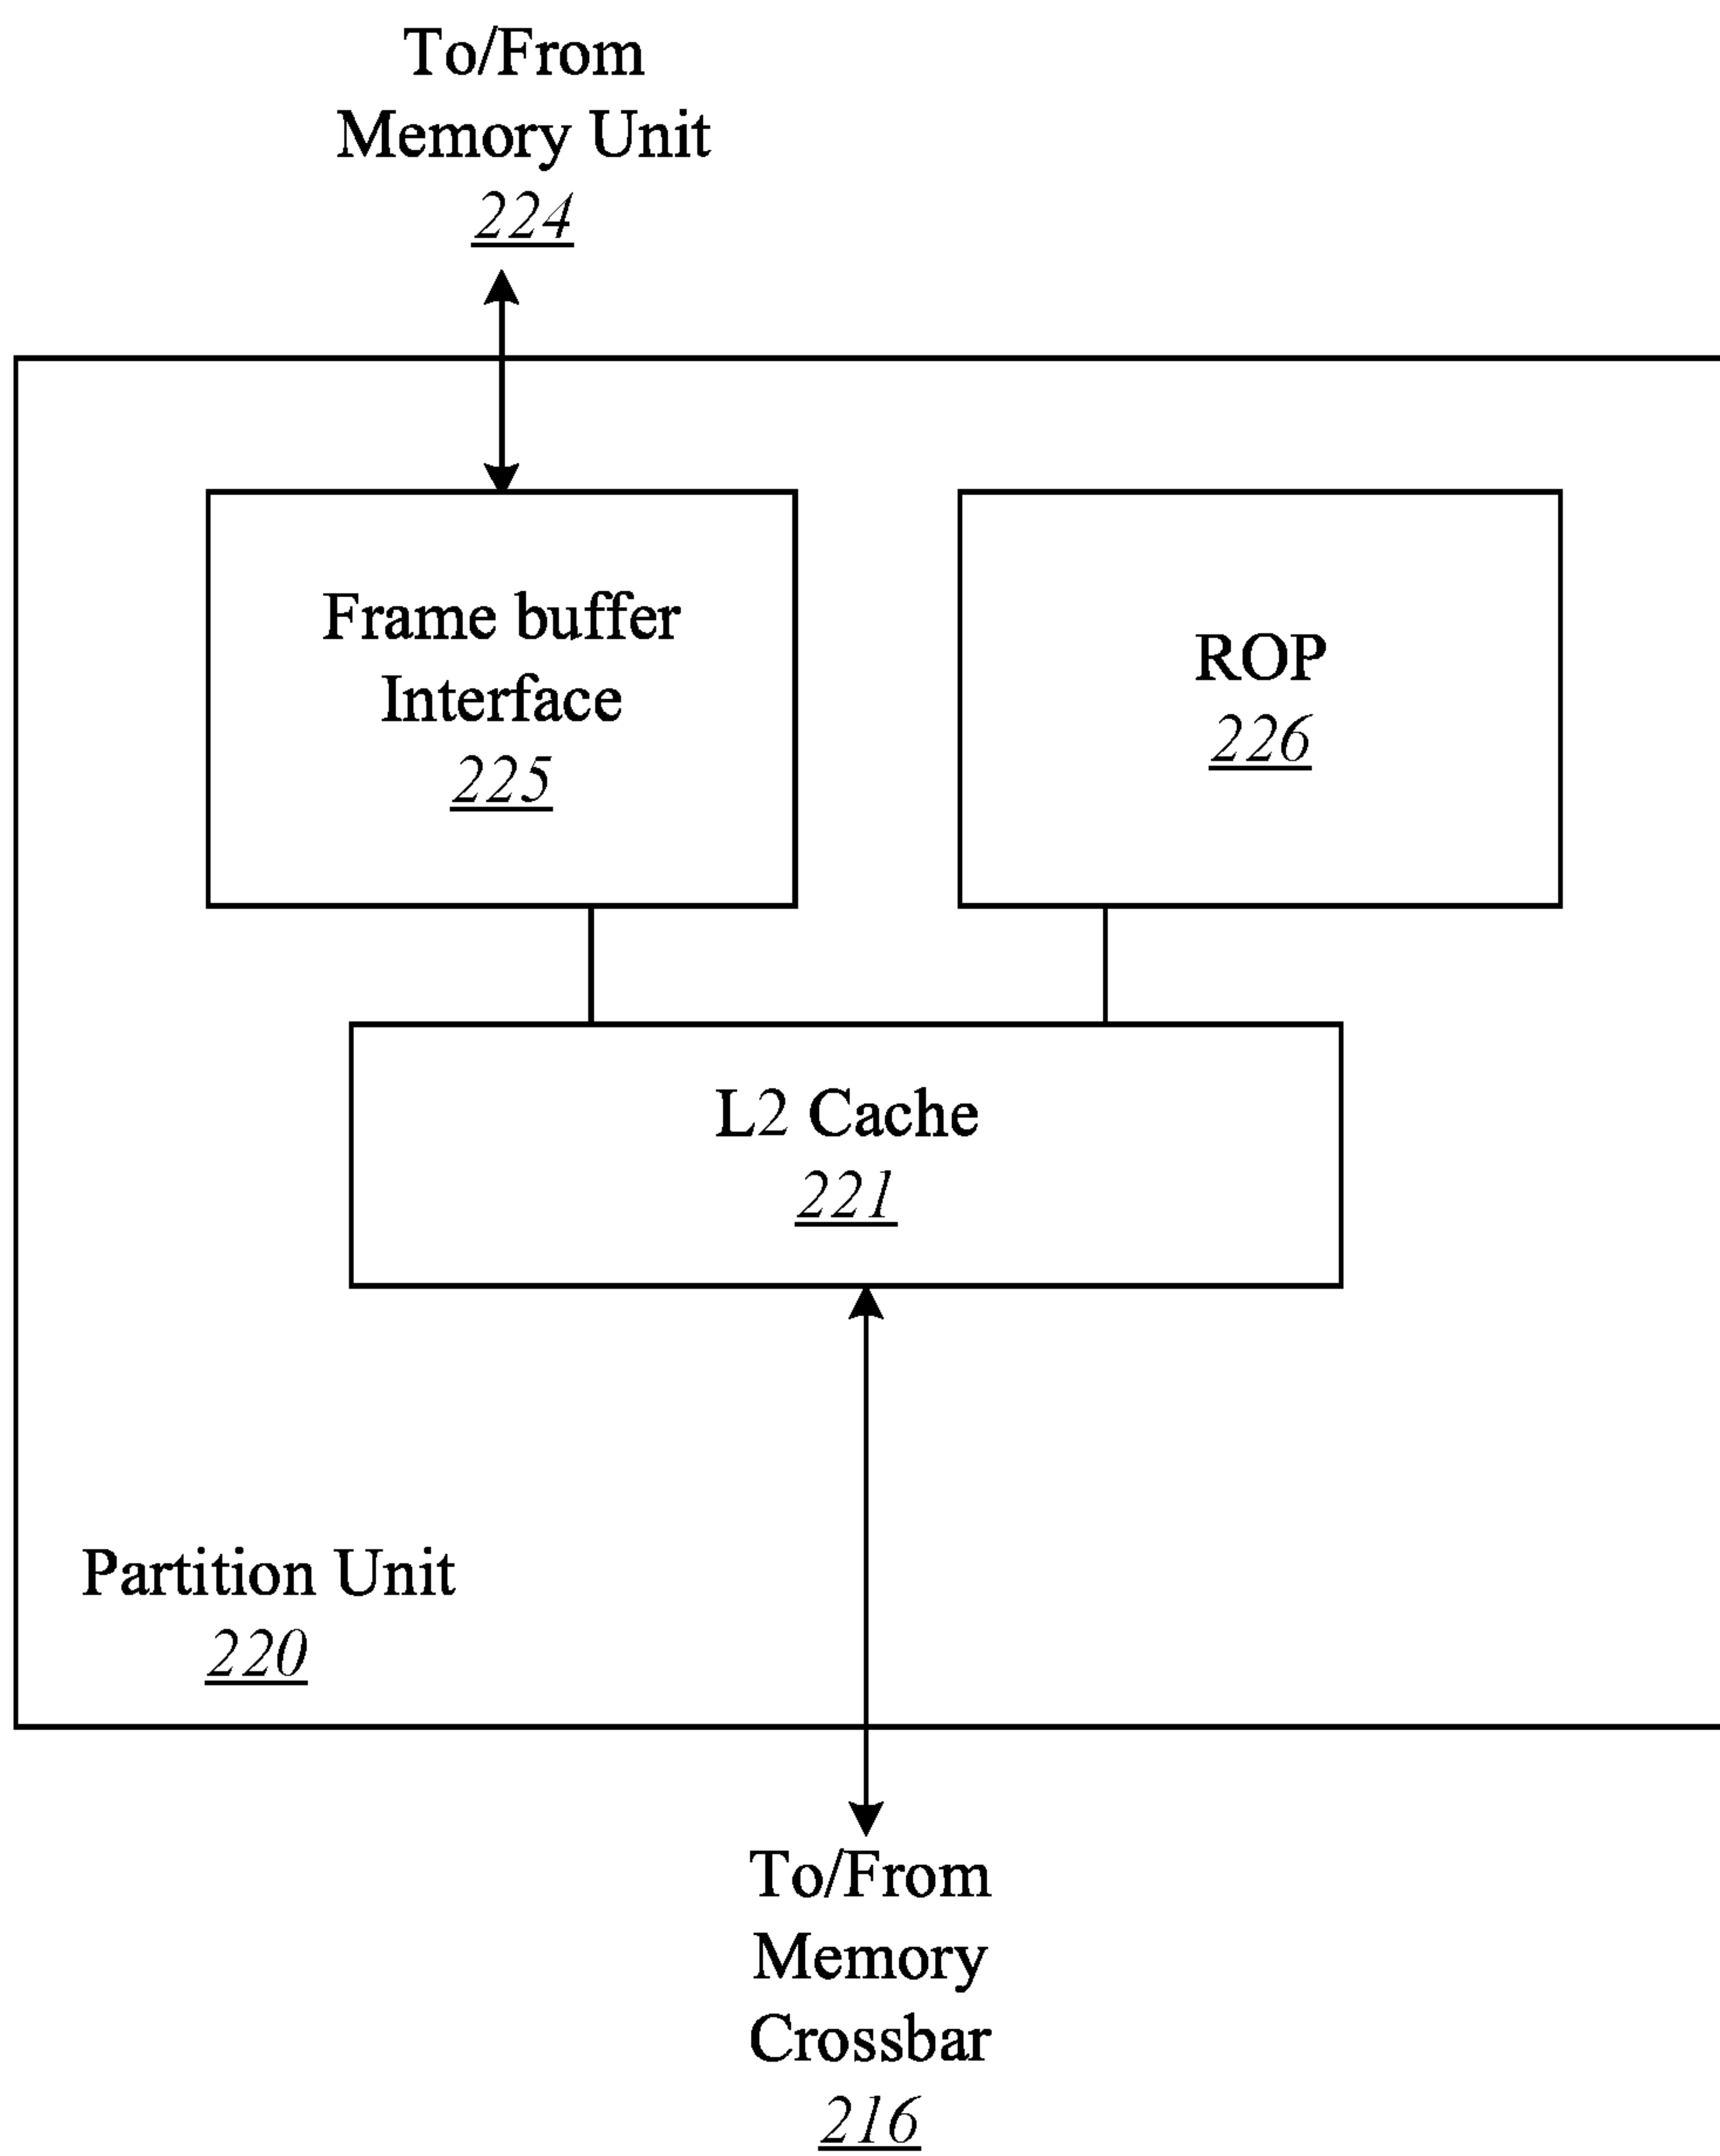 To/From
Memory Unit
224
Frame buffer
Interface
225
ROP
226
L2 Cache
221
Partition Unit
220
To/From
Memory
Crossbar
216